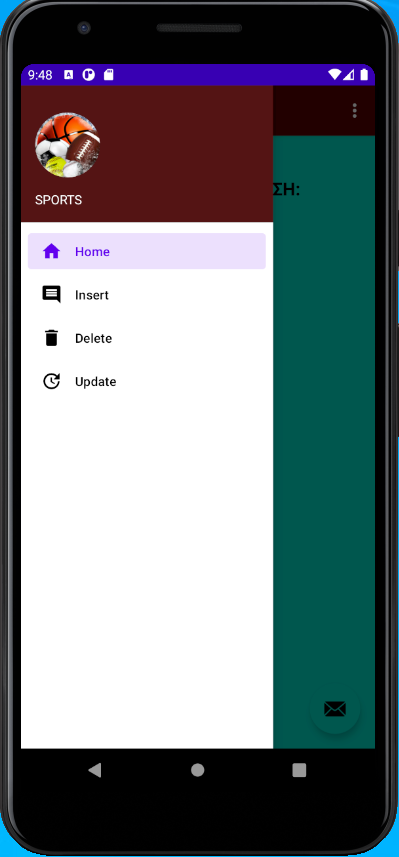 9:48
ΣΗ:
SPORTS
Home
Insert
Delete
Update